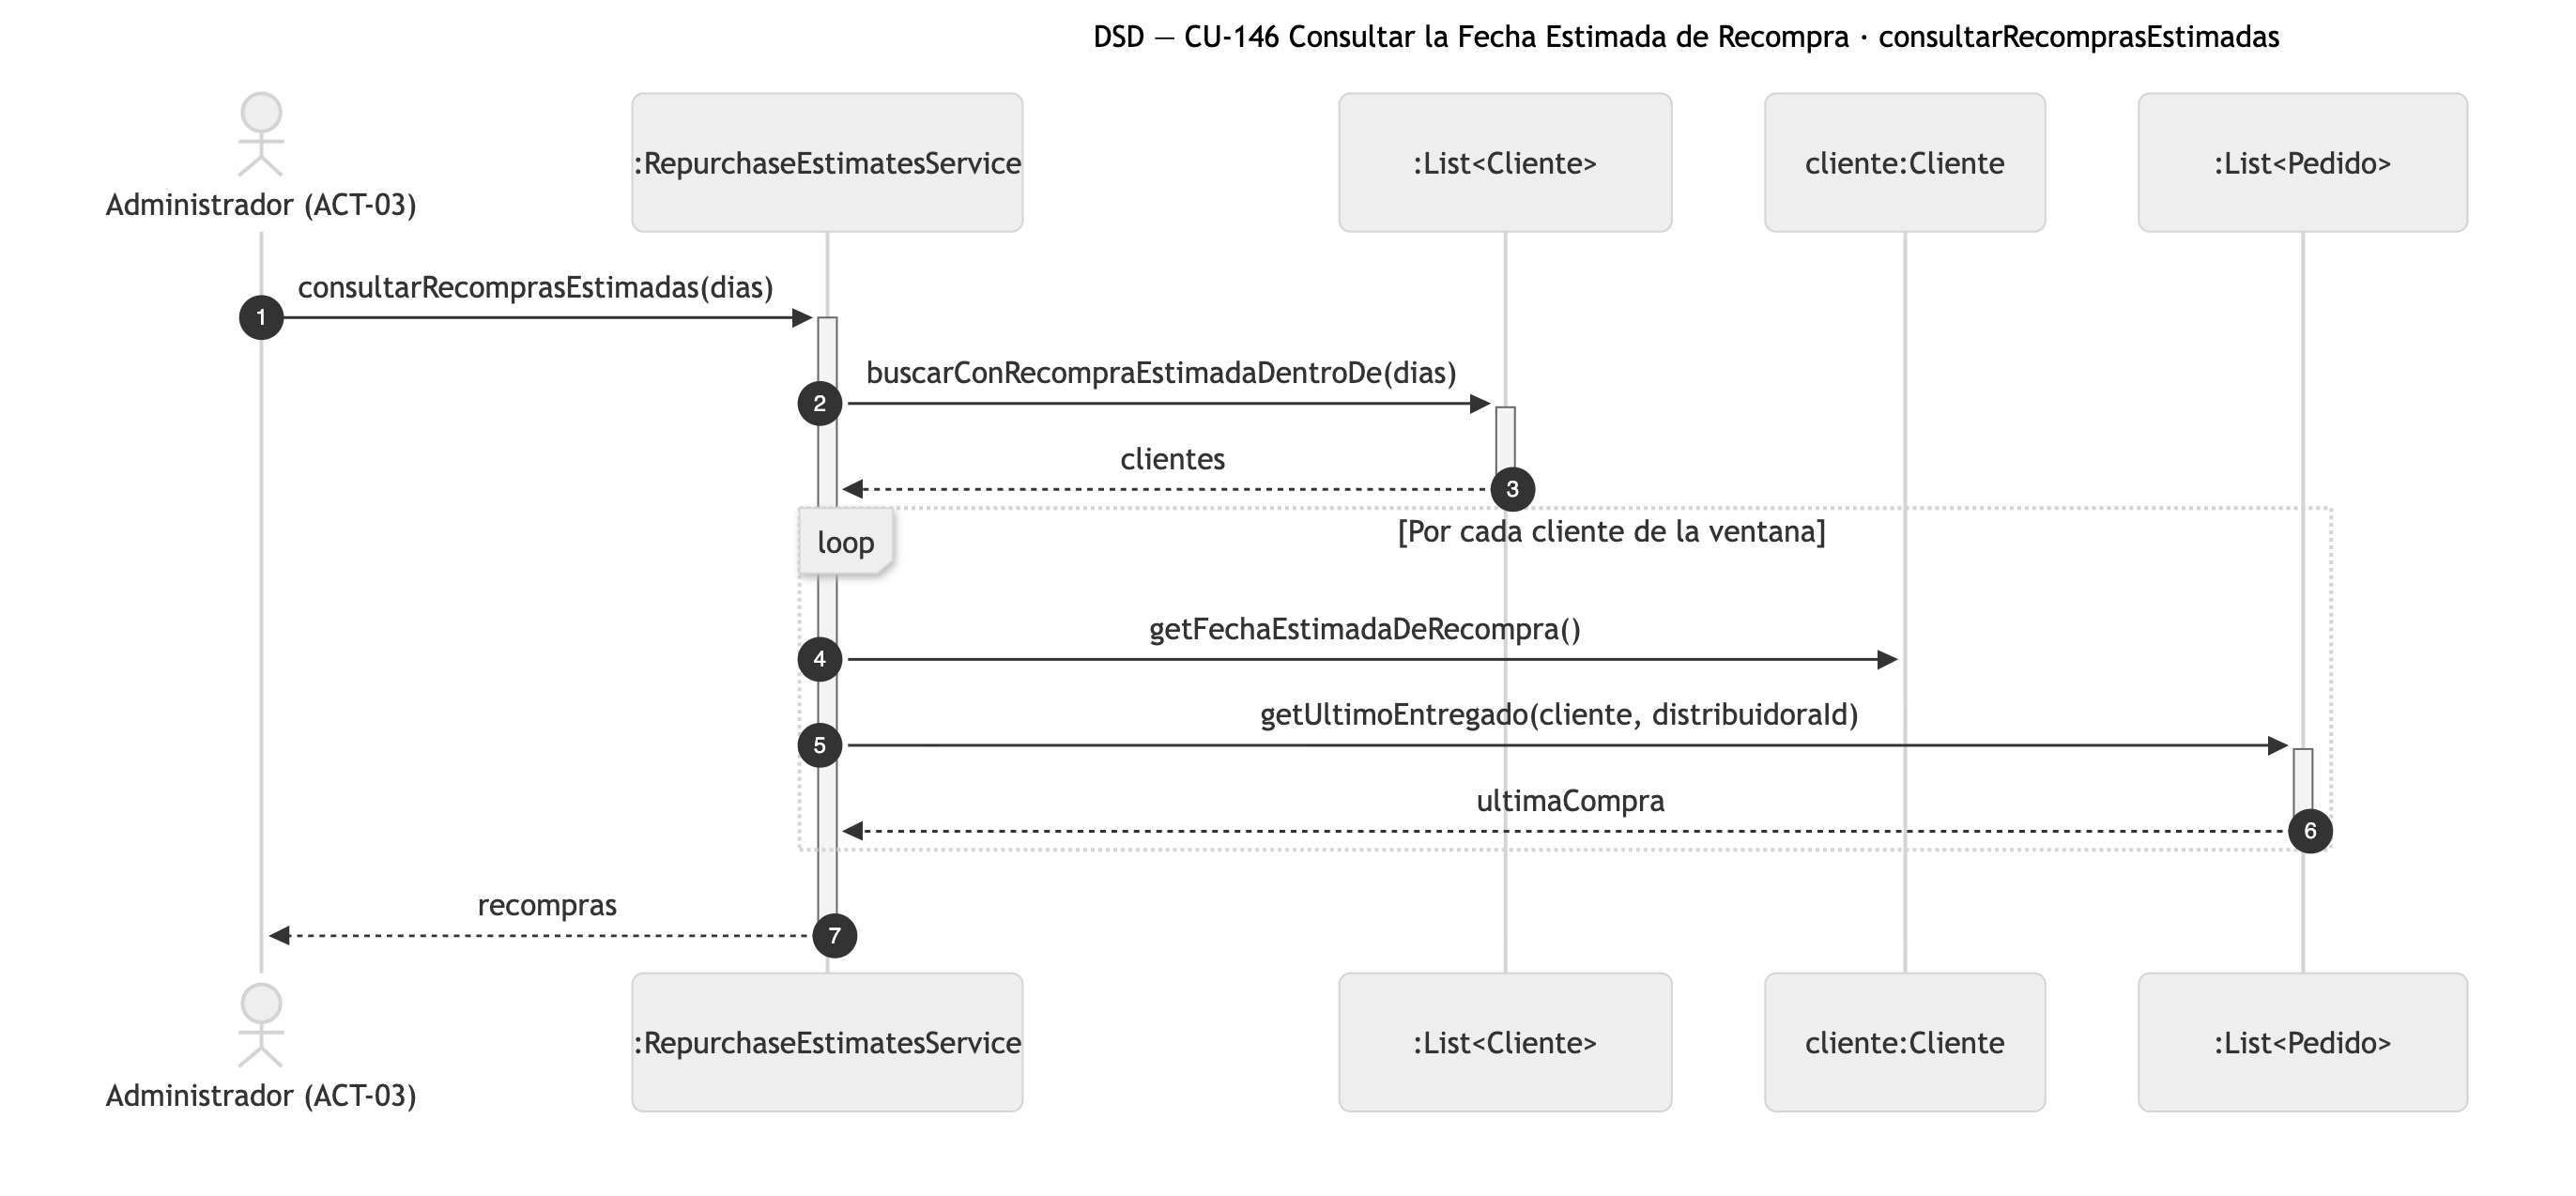 DSD — CU-146 Consultar la Fecha Estimada de Recompra · consultarRecomprasEstimadas
Administrador (ACT-03)
:RepurchaseEstimatesService
:List<Cliente>
cliente:Cliente
:List<Pedido>
consultarRecomprasEstimadas(dias)
1
buscarConRecompraEstimadaDentroDe(dias)
2
clientes
3
loop
[Por cada cliente de la ventana]
getFechaEstimadaDeRecompra()
4
getUltimoEntregado(cliente, distribuidoraId)
5
ultimaCompra
6
recompras
7
Administrador (ACT-03)
:RepurchaseEstimatesService
:List<Cliente>
cliente:Cliente
:List<Pedido>